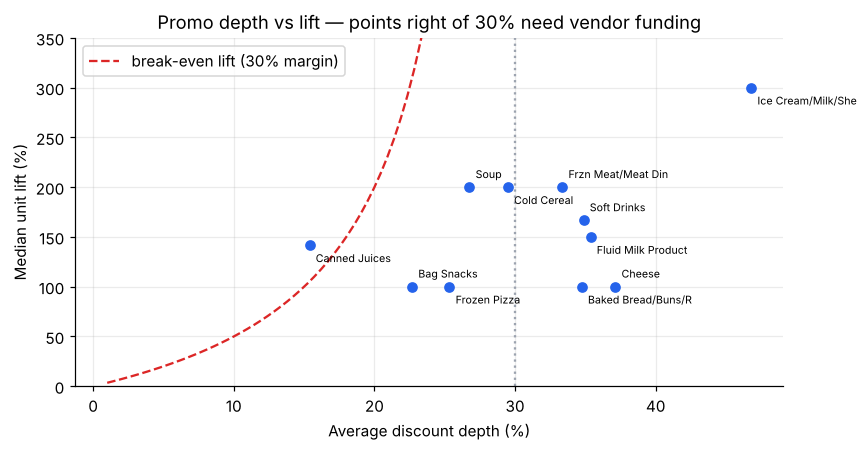 Promo depth vs lift — points right of 30% need vendor funding
350
300
250
200
150
100
50
0
Median unit lift (%)
break-even lift (30% margin)
Ice Cream/Milk/She
Soup
Frzn Meat/Meat Din
Cold Cereal
Soft Drinks
Fluid Milk Product
Canned Juices
Bag Snacks
Cheese
Frozen Pizza
Baked Bread/Buns/R
0 10 20 30 40
Average discount depth (%)